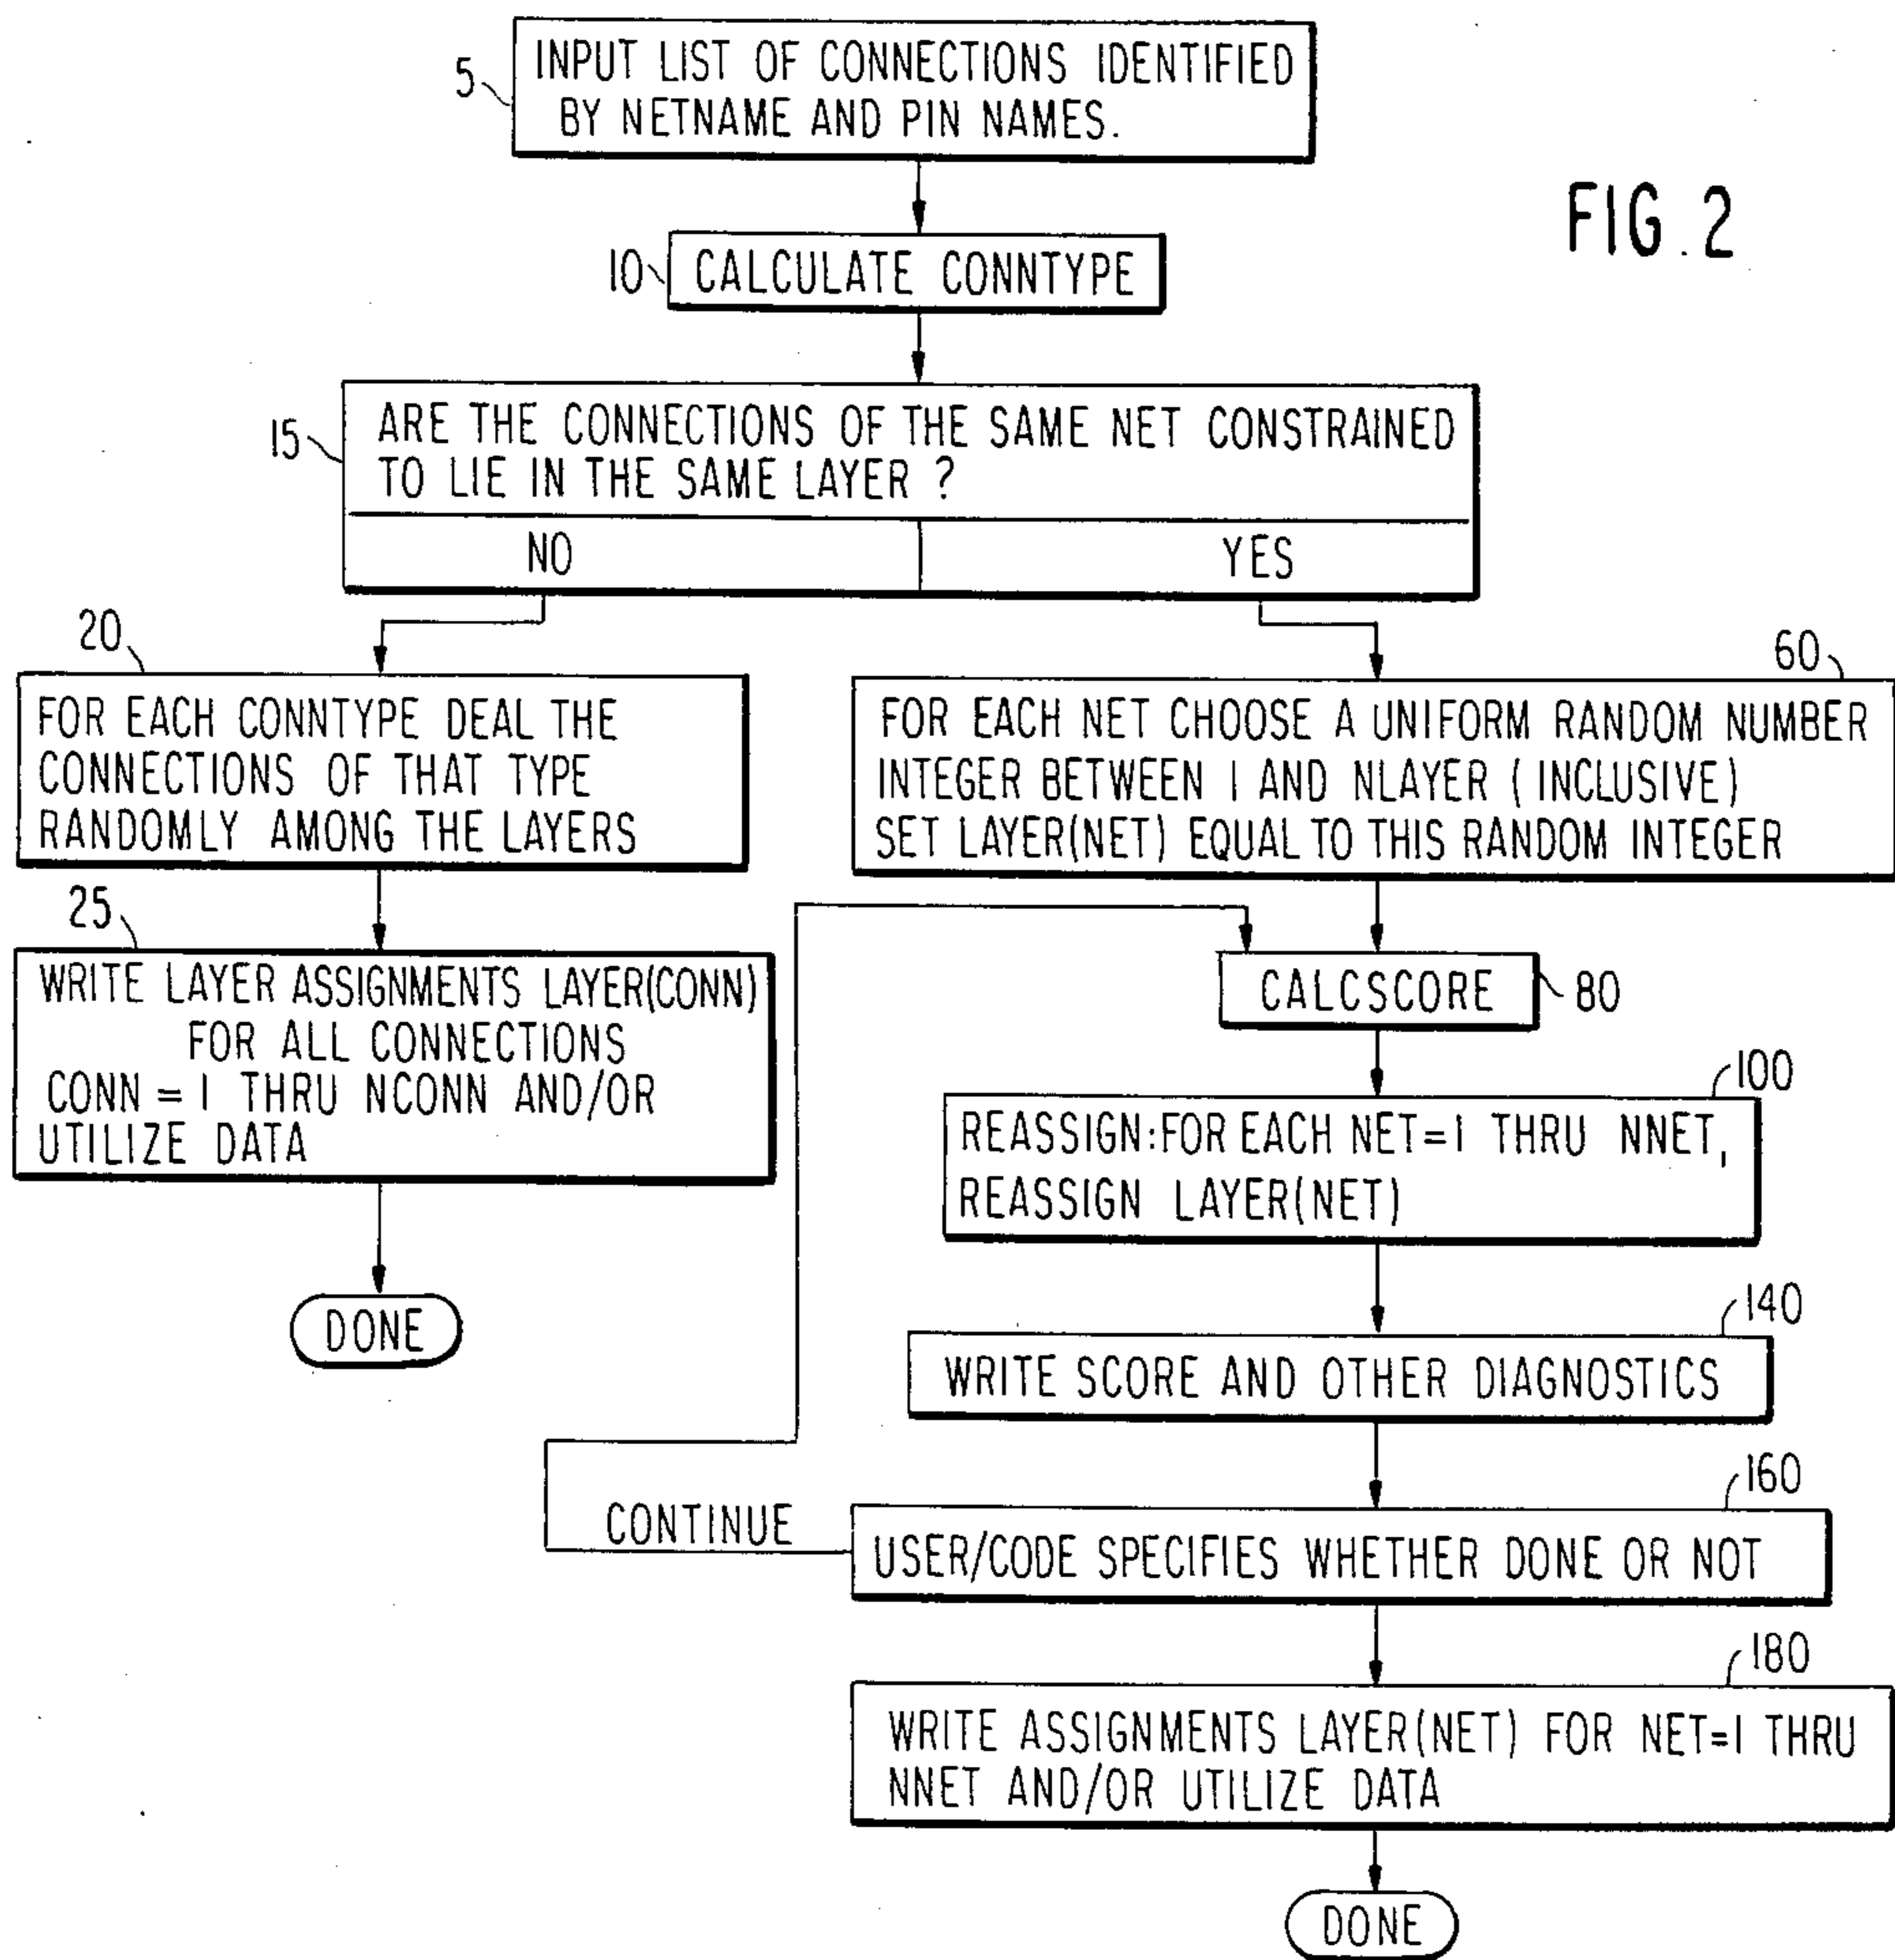 5
INPUT LIST OF CONNECTIONS IDENTIFIED
BY NETNAME AND PIN NAMES.
FIG. 2
10
CALCULATE CONNTYPE
15
ARE THE CONNECTIONS OF THE SAME NET CONSTRAINED
TO LIE IN THE SAME LAYER ?
NO
YES
20
FOR EACH CONNTYPE DEAL THE
CONNECTIONS OF THAT TYPE
RANDOMLY AMONG THE LAYERS
25
WRITE LAYER ASSIGNMENTS LAYER(CONN)
FOR ALL CONNECTIONS
CONN = 1 THRU NCONN AND/OR
UTILIZE DATA
DONE
60
FOR EACH NET CHOOSE A UNIFORM RANDOM NUMBER
INTEGER BETWEEN 1 AND NLAYER (INCLUSIVE)
SET LAYER(NET) EQUAL TO THIS RANDOM INTEGER
CALCSCORE
80
100
REASSIGN:FOR EACH NET=1 THRU NNET,
REASSIGN LAYER(NET)
140
WRITE SCORE AND OTHER DIAGNOSTICS
160
CONTINUE
USER/CODE SPECIFIES WHETHER DONE OR NOT
180
WRITE ASSIGNMENTS LAYER(NET) FOR NET=1 THRU
NNET AND/OR UTILIZE DATA
DONE